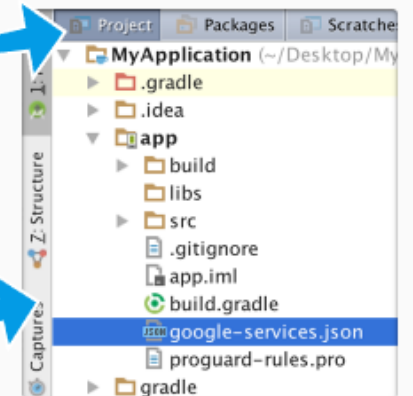 Project Packages Scratche
MyApplication (~/Desktop/My
.gradle
.idea
app
build
libs
src
.gitignore
app.iml
build.gradle
google-services.json
proguard-rules.pro
gradle
1:
Z: Structure
Captures